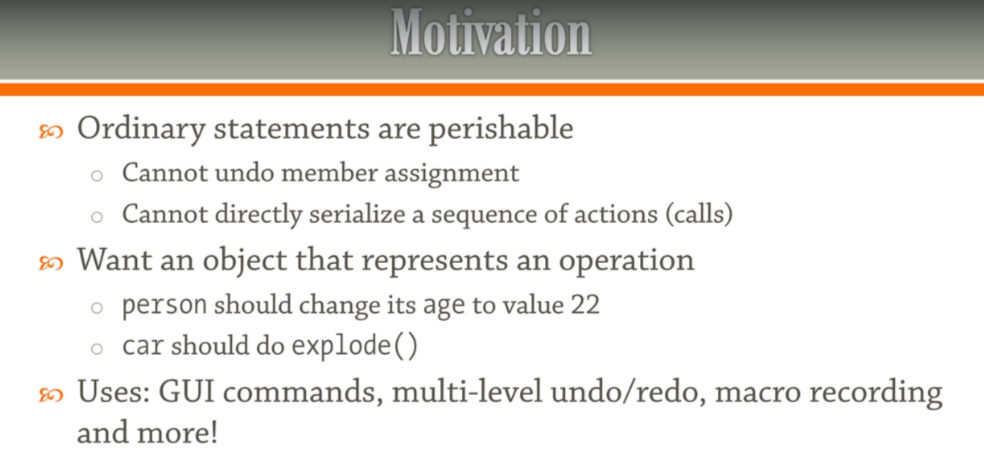 Motivation
Ordinary statements are perishable
Cannot undo member assignment
Cannot directly serialize a sequence of actions (calls)
Want an object that represents an operation
person should change its age to value 22
car should do explode()
Uses: GUI commands, multi-level undo/redo, macro recording
and more!